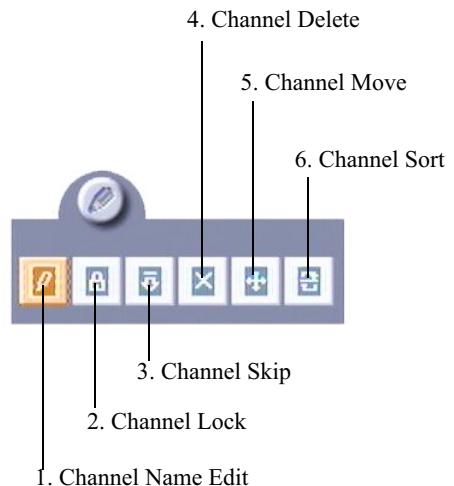 4. Channel Delete
5. Channel Move
6. Channel Sort
3. Channel Skip
2. Channel Lock
1. Channel Name Edit